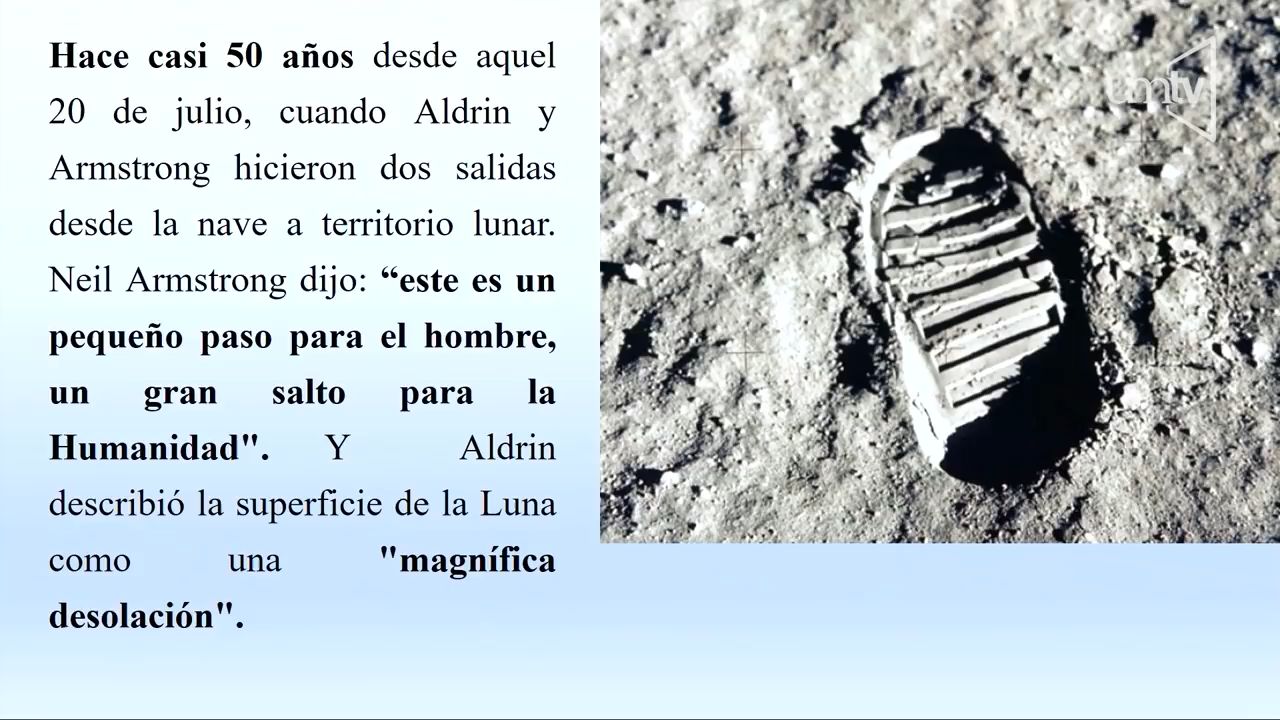 Hace casi 50 años desde aquel
20 de julio, cuando Aldrin y
Armstrong hicieron dos salidas
desde la nave a territorio lunar.
Neil Armstrong dijo: “este es un
pequeño paso para el hombre,
un gran salto para la
Humanidad". Y Aldrin
describió la superficie de la Luna
como una "magnífica
desolación".
umtv